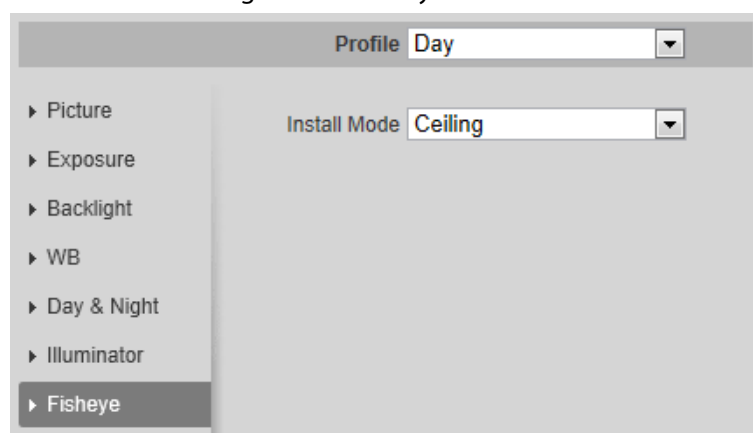 Profile Day
Install Mode Ceiling
Picture
Exposure
Backlight
WB
Day & Night
Illuminator
Fisheye